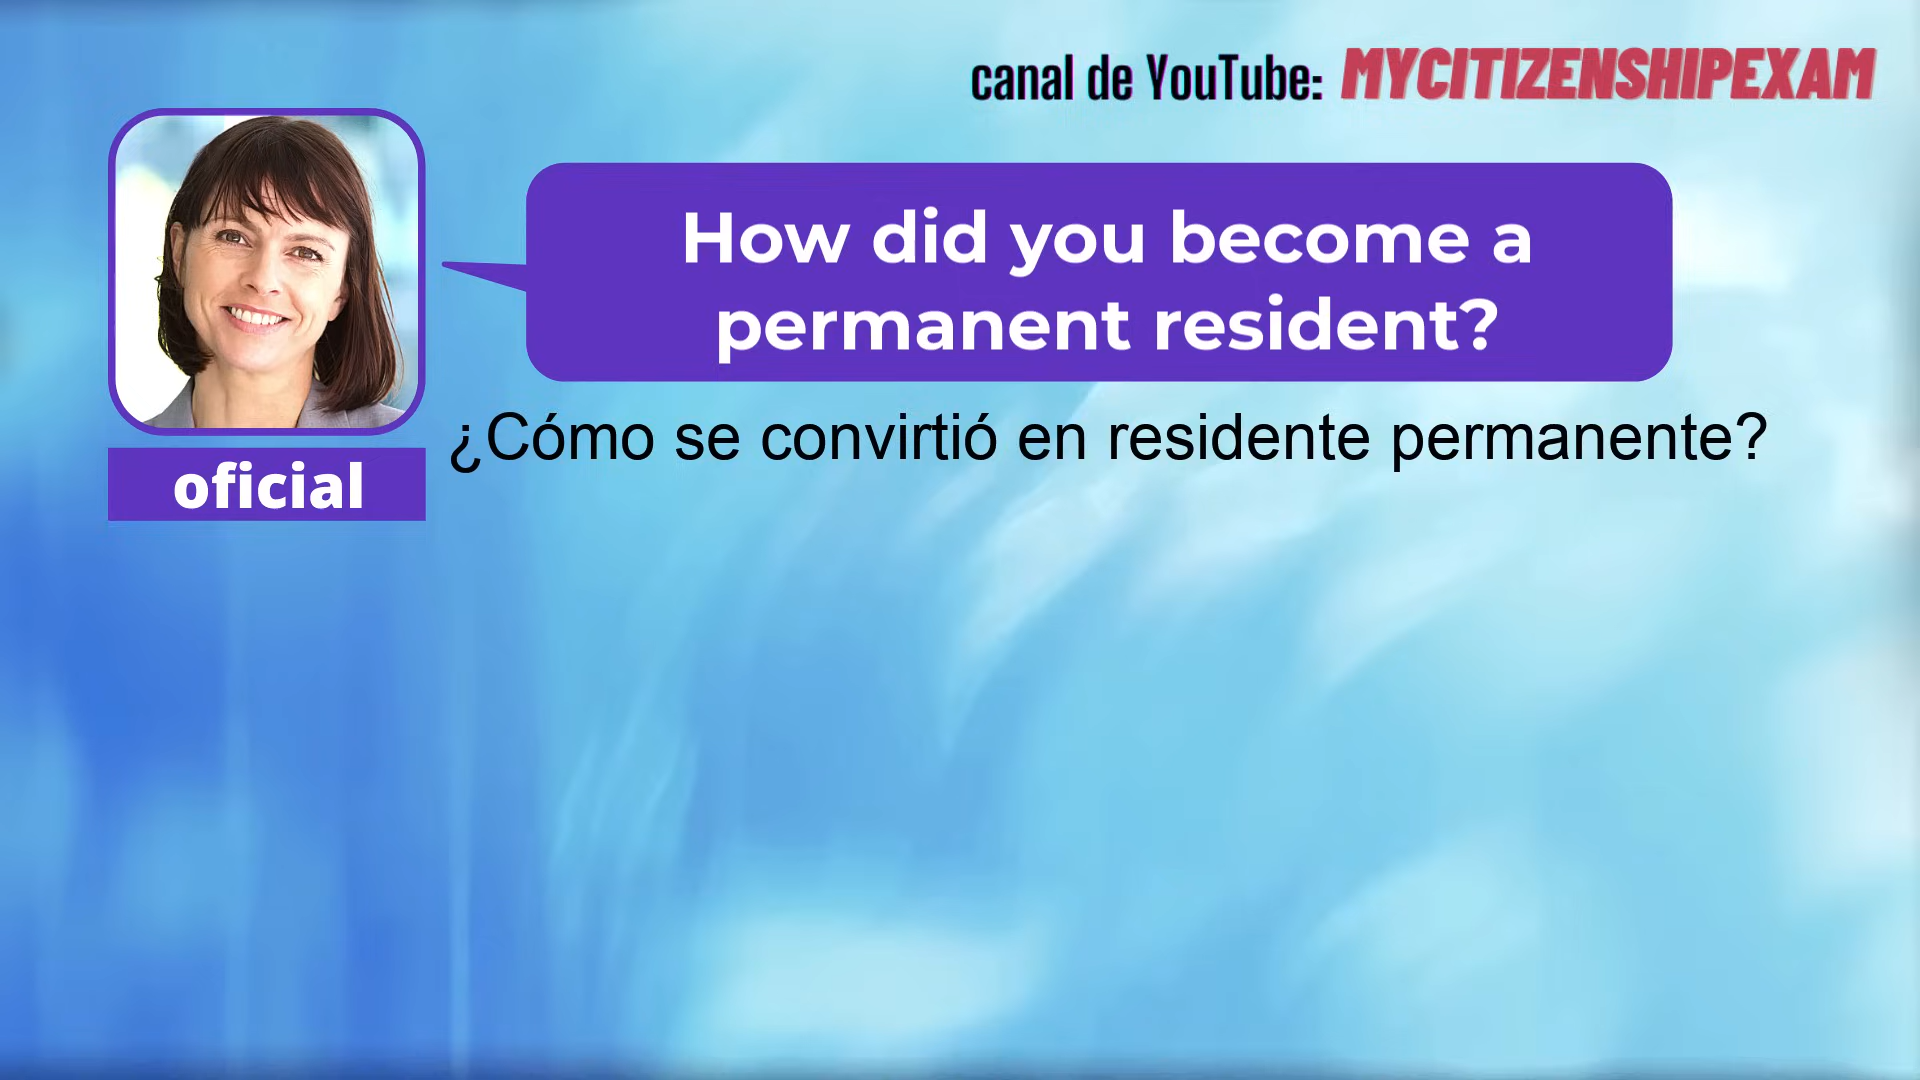 canal de YouTube: MYCITIZENSHIPEXAM
How did you become a
permanent resident?
¿Cómo se convirtió en residente permanente?
oficial